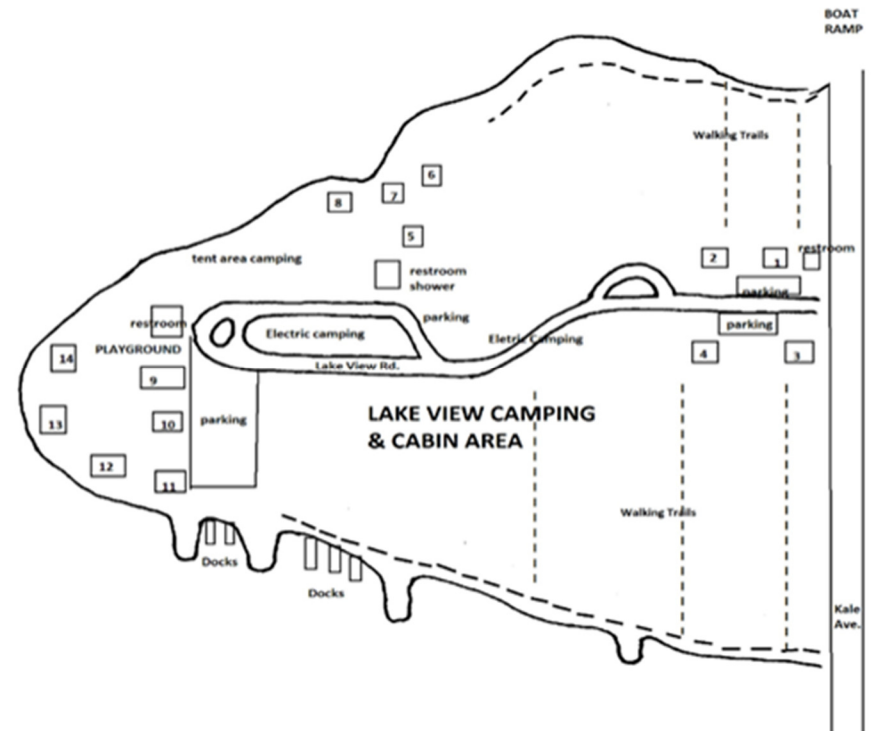 BOAT
RAMP
Walking Trails
6
7
8
5
2
1
restroom
tent area camping
restroom
shower
parking
parking
parking
restroom
Electric camping
Eletric Camping
PLAYGROUND
14
4
3
Lake View Rd.
9
LAKE VIEW CAMPING
& CABIN AREA
13
10
parking
12
11
Walking Trails
Docks
Docks
Kale
Ave.